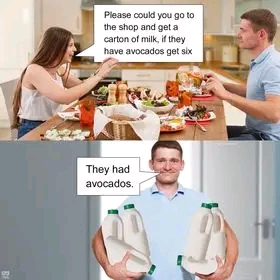 Please could you go to
the shop and get a
carton of milk, if they
have avocados get six
They had
avocados.